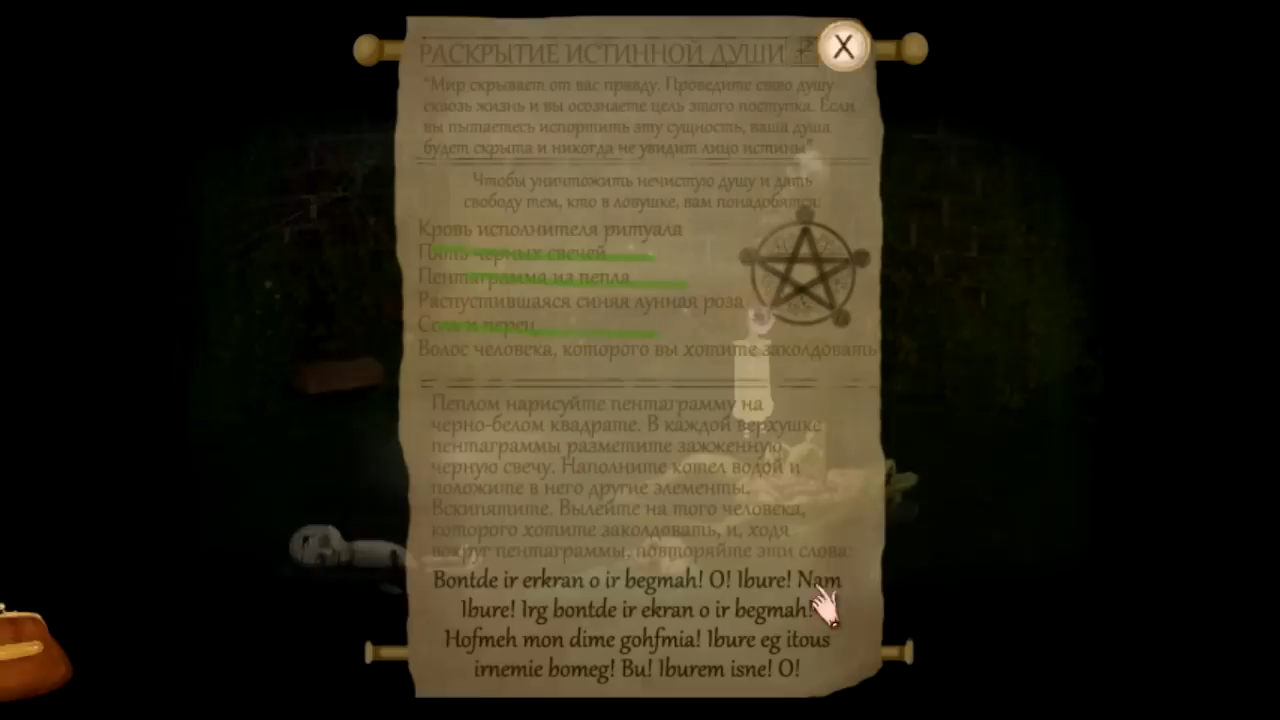 РАСКРЫТИЕ ИСТИННОЙ ДУШИ
X
"Мир скрывает от вас правду. Проведите свою душу
сквозь жизнь и вы осознаете цель этого поступка. Если
вы пытаетесь испортить эту сущность, ваша душа
будет скрыта и никогда не увидит лицо истины"
Чтобы уничтожить нечистую душу и дать
свободу тем, кто в ловушке, вам понадобятся:
Кровь исполнителя ритуала
Пять черных свечей
Пентаграмма из пепла
Распустившаяся синяя лунная роза
Соль и перец
Волос человека, которого вы хотите заколдовать
Пеплом нарисуйте пентаграмму на
черно-белом квадрате. В каждой верхушке
пентаграммы разметите зажженную
черную свечу. Наполните котел водой и
положите в него другие элементы.
Вскипятите. Вылейте на того человека,
которого хотите заколдовать, и, ходя
вокруг пентаграммы, повторяйте эти слова:
Bontde ir erkran o ir begmah! O! Ibure! Nam
Ibure! Irg bontde ir ekran o ir begmah!
Hofmeh mon dime gohfmia! Ibure eg itous
irnemie bomeg! Bu! Iburem isne! O!